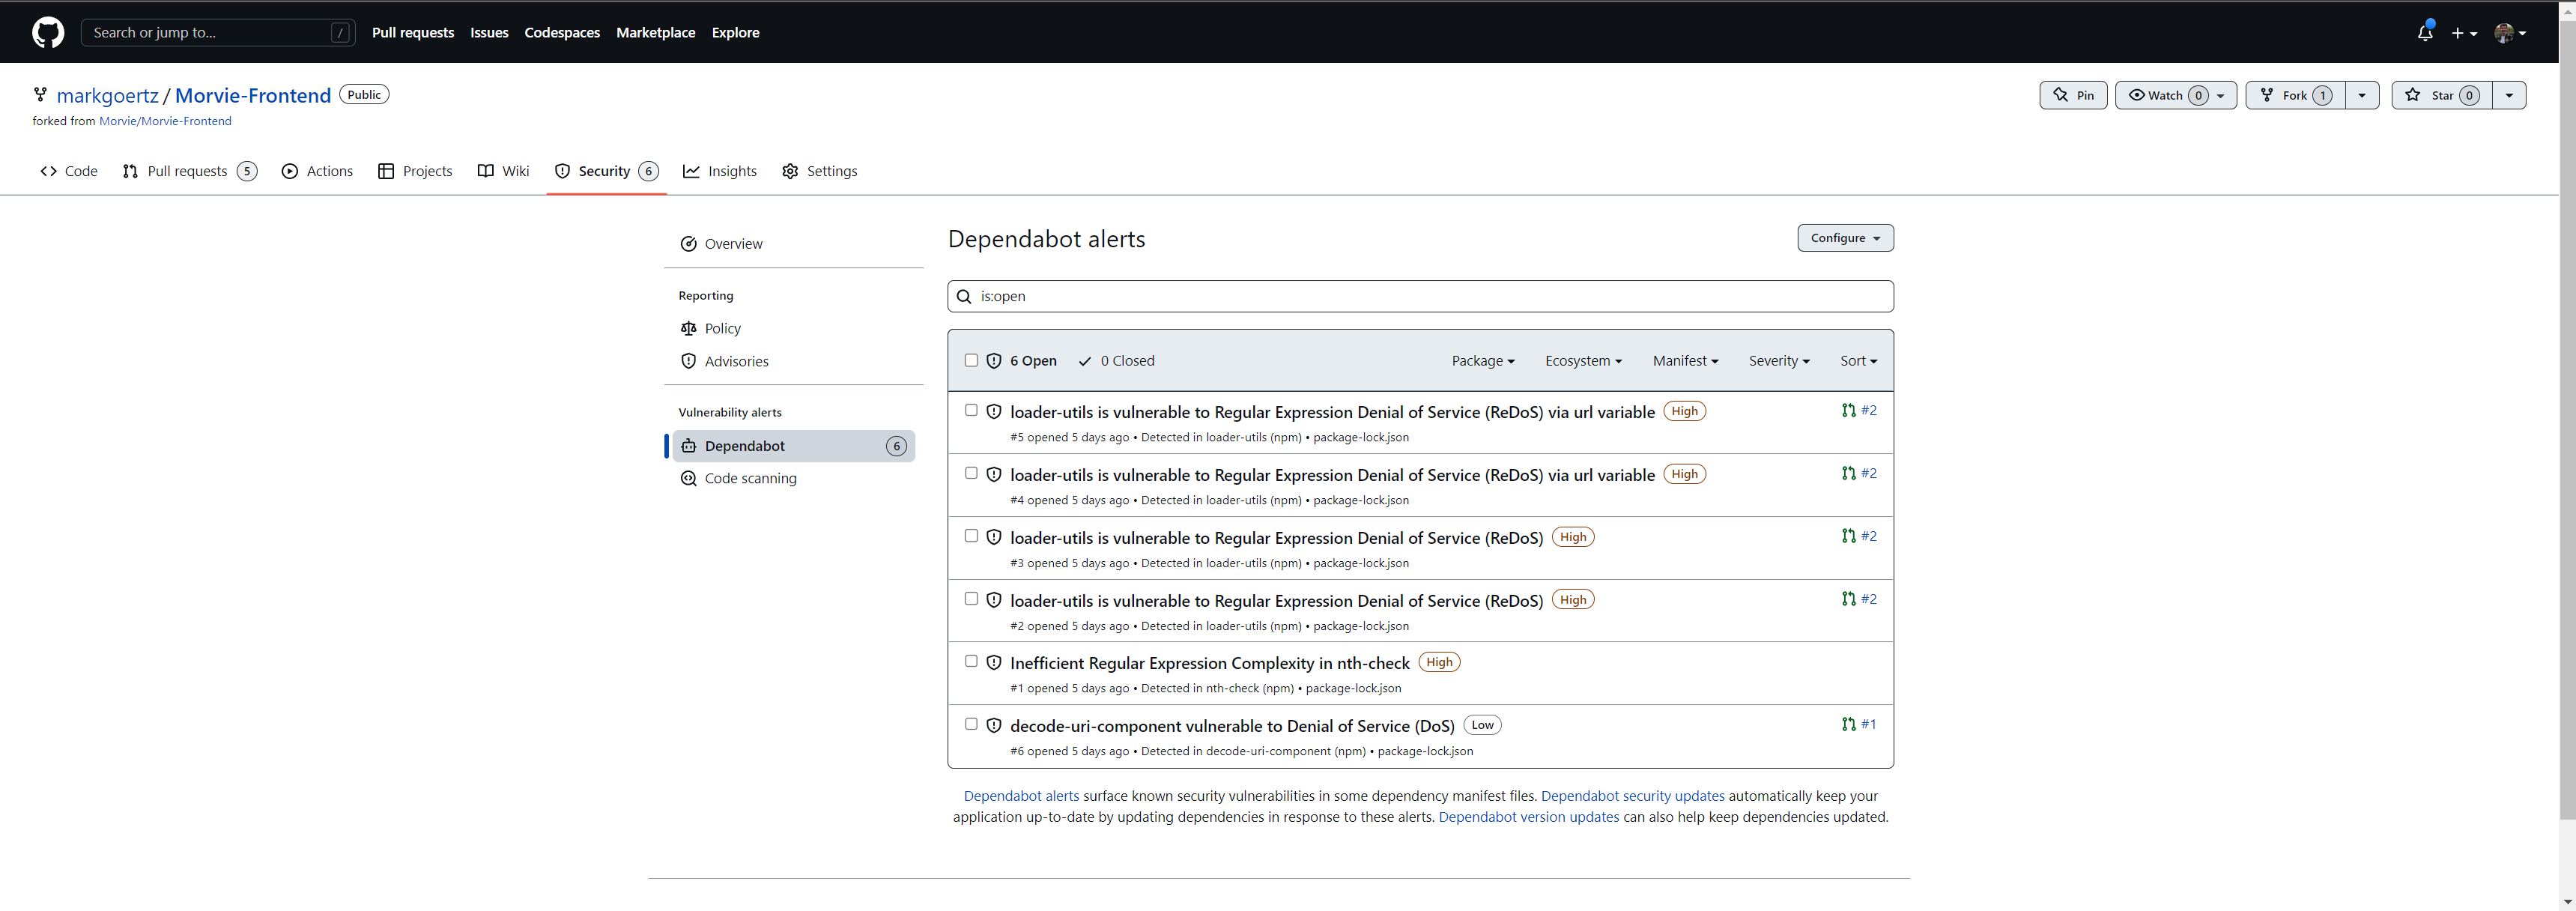 Search or jump to... /
Pull requests Issues Codespaces Marketplace Explore
markgoertz / Morvie-Frontend Public
Pin Watch 0 Fork 1 Star 0
forked from Morvie/Morvie-Frontend
Code Pull requests 5 Actions Projects Wiki Security 6 Insights Settings
Overview
Reporting
Policy
Advisories
Vulnerability alerts
Dependabot 6
Code scanning
Dependabot alerts
Configure
is:open
6 Open 0 Closed Package Ecosystem Manifest Severity Sort
loader-utils is vulnerable to Regular Expression Denial of Service (ReDoS) via url variable High #2
#5 opened 5 days ago • Detected in loader-utils (npm) • package-lock.json
loader-utils is vulnerable to Regular Expression Denial of Service (ReDoS) via url variable High #2
#4 opened 5 days ago • Detected in loader-utils (npm) • package-lock.json
loader-utils is vulnerable to Regular Expression Denial of Service (ReDoS) High #2
#3 opened 5 days ago • Detected in loader-utils (npm) • package-lock.json
loader-utils is vulnerable to Regular Expression Denial of Service (ReDoS) High #2
#2 opened 5 days ago • Detected in loader-utils (npm) • package-lock.json
Inefficient Regular Expression Complexity in nth-check High
#1 opened 5 days ago • Detected in nth-check (npm) • package-lock.json
decode-uri-component vulnerable to Denial of Service (DoS) Low #1
#6 opened 5 days ago • Detected in decode-uri-component (npm) • package-lock.json
Dependabot alerts surface known security vulnerabilities in some dependency manifest files. Dependabot security updates automatically keep your
application up-to-date by updating dependencies in response to these alerts. Dependabot version updates can also help keep dependencies updated.